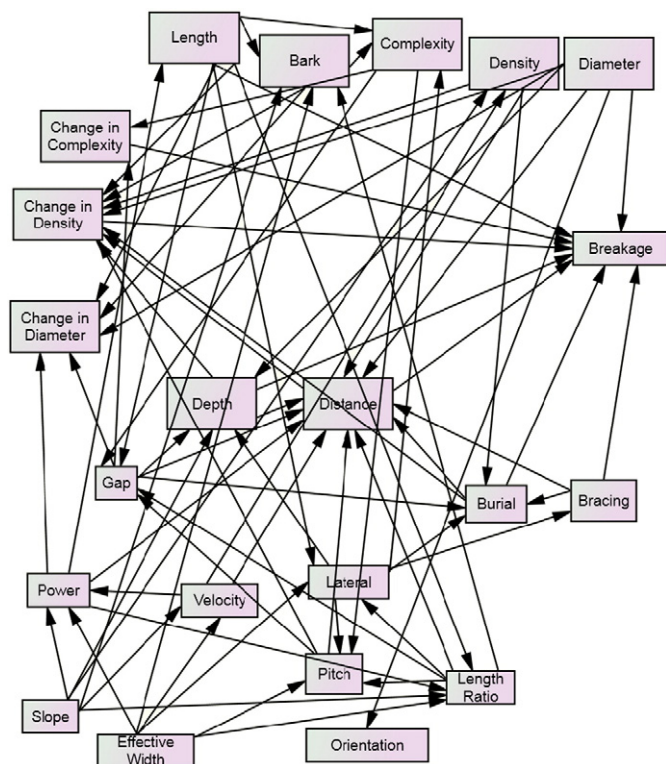 Length
Bark
Complexity
Density
Diameter
Change in
Complexity
Change in
Density
Breakage
Change in
Diameter
Depth
Distance
Gap
Burial
Bracing
Power
Velocity
Lateral
Pitch
Length
Ratio
Slope
Effective
Width
Orientation